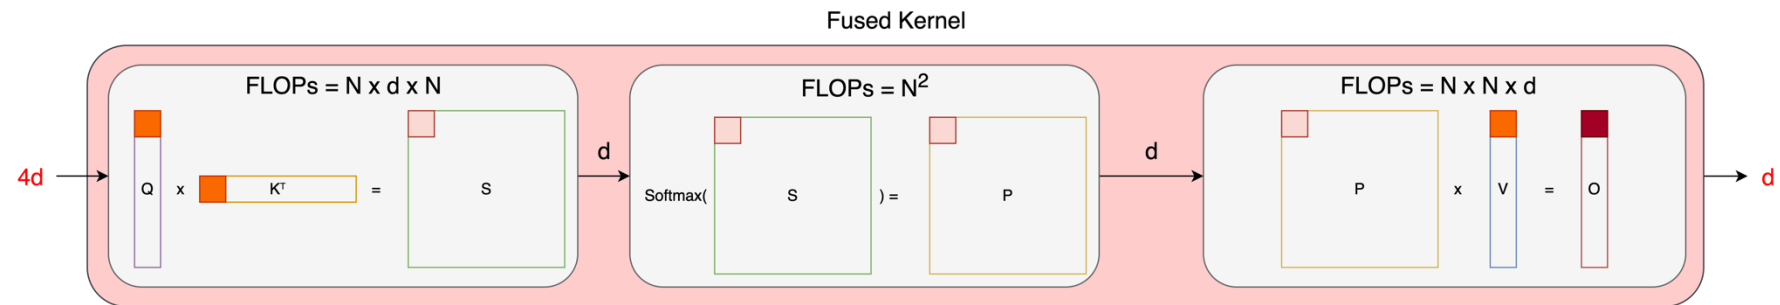 Fused Kernel
FLOPs = N x d x N
4d
Q x Kᵀ = S
d
FLOPs = N²
Softmax( S ) = P
d
FLOPs = N x N x d
P x V = O
d